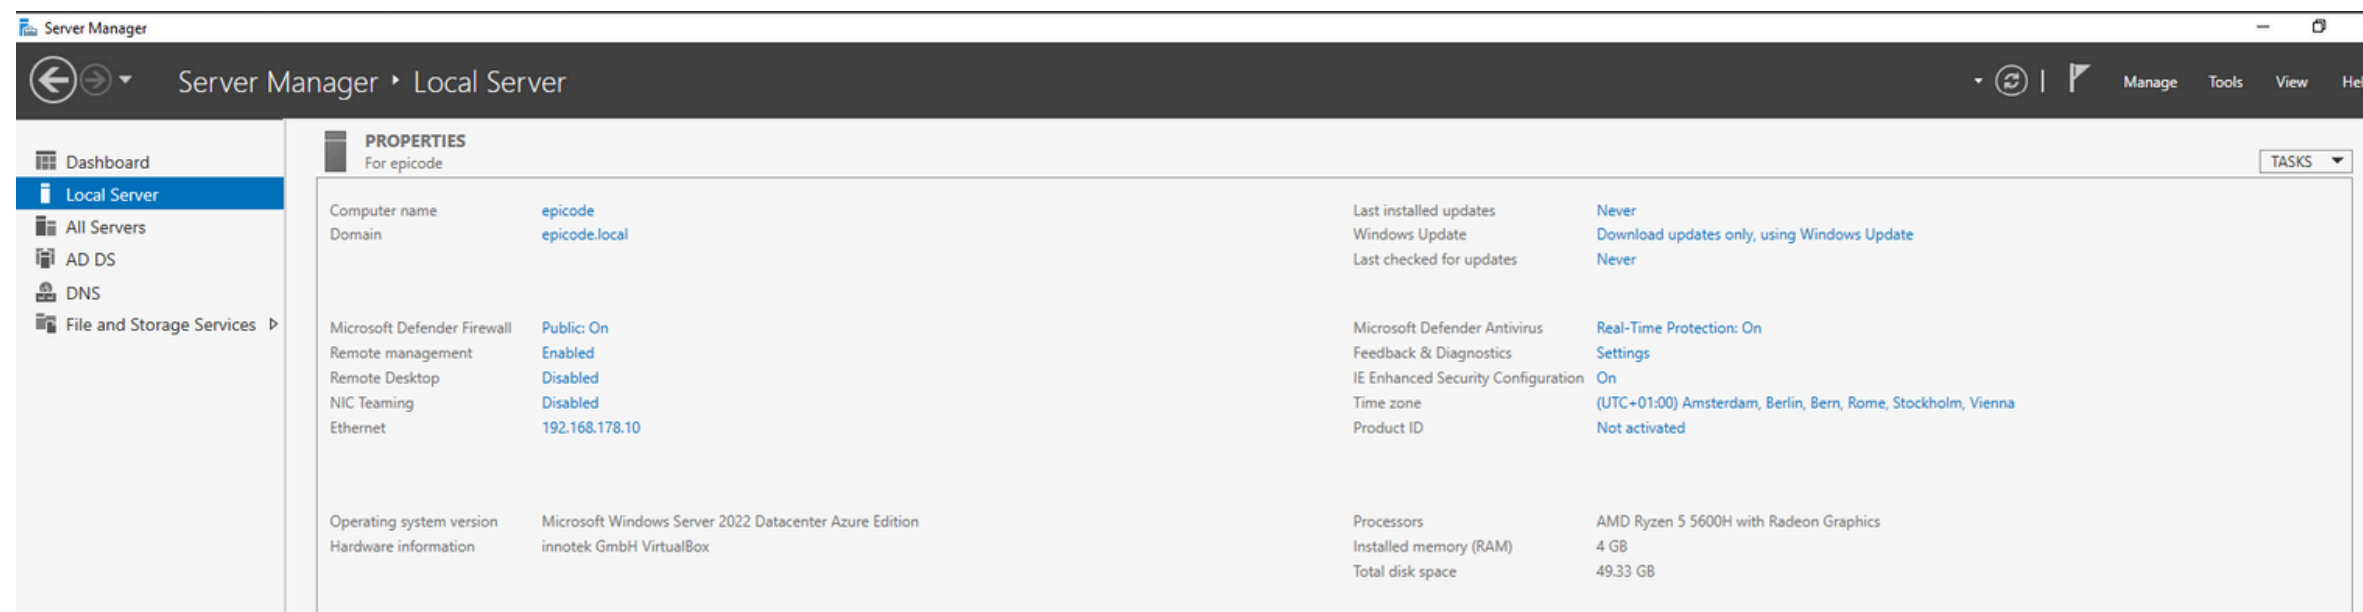 Server Manager
Server Manager ‣ Local Server
Manage Tools View Hel
Dashboard
Local Server
All Servers
AD DS
DNS
File and Storage Services
PROPERTIES
For epicode
TASKS
Computer name epicode
Domain epicode.local
Last installed updates Never
Windows Update Download updates only, using Windows Update
Last checked for updates Never
Microsoft Defender Firewall Public: On
Remote management Enabled
Remote Desktop Disabled
NIC Teaming Disabled
Ethernet 192.168.178.10
Microsoft Defender Antivirus Real-Time Protection: On
Feedback & Diagnostics Settings
IE Enhanced Security Configuration On
Time zone (UTC+01:00) Amsterdam, Berlin, Bern, Rome, Stockholm, Vienna
Product ID Not activated
Operating system version Microsoft Windows Server 2022 Datacenter Azure Edition
Hardware information innotek GmbH VirtualBox
Processors AMD Ryzen 5 5600H with Radeon Graphics
Installed memory (RAM) 4 GB
Total disk space 49.33 GB